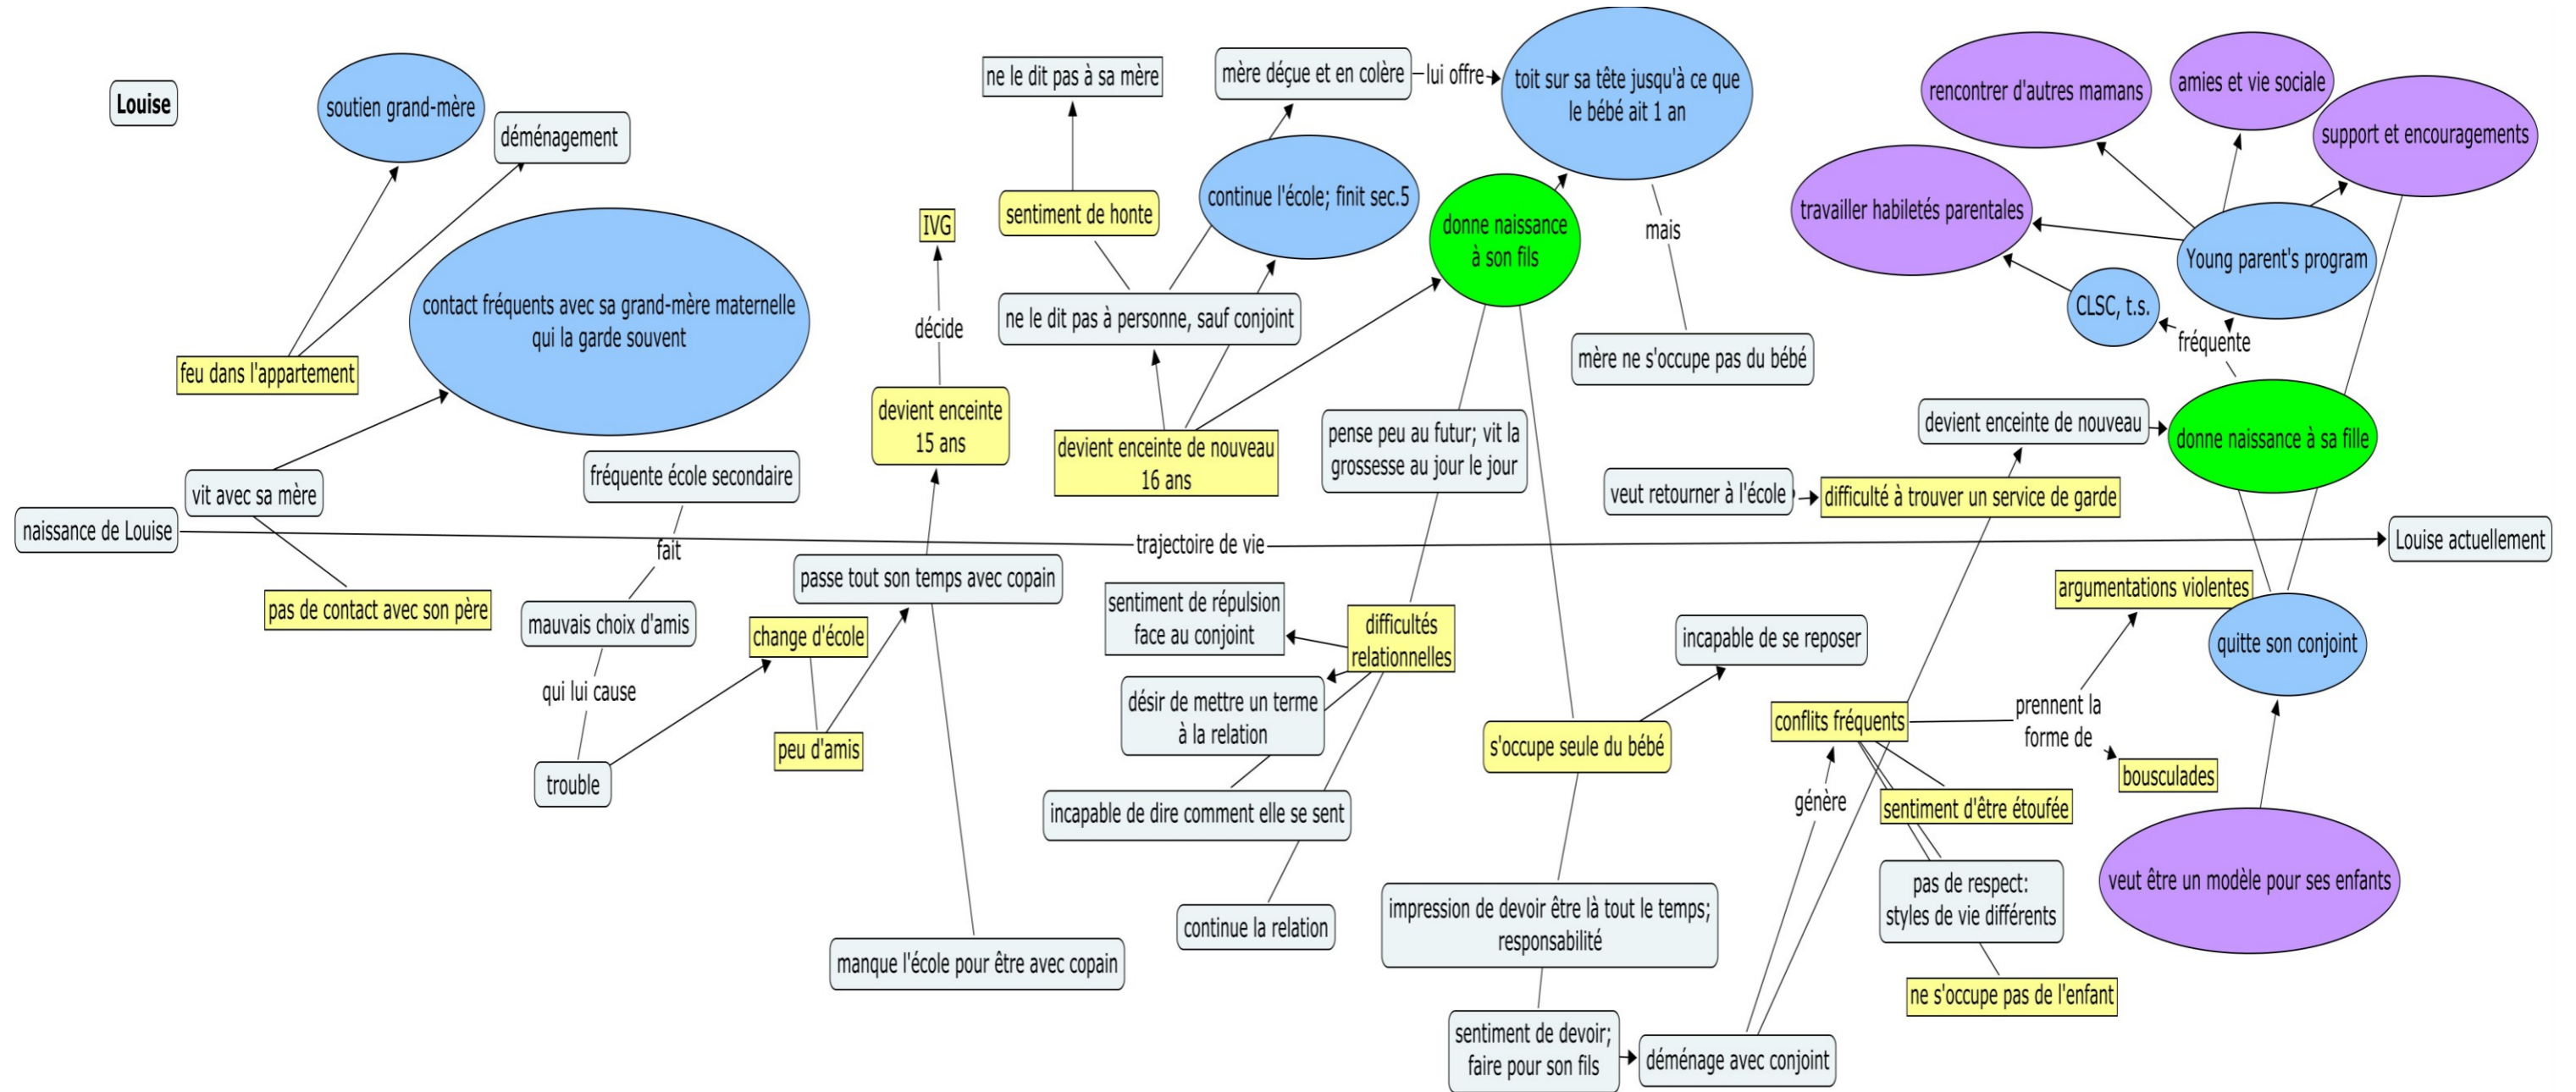 Louise
soutien grand-mère
déménagement
contact fréquents avec sa grand-mère maternelle
qui la garde souvent
feu dans l'appartement
vit avec sa mère
naissance de Louise
pas de contact avec son père
fréquente école secondaire
fait
mauvais choix d'amis
qui lui cause
trouble
change d'école
peu d'amis
passe tout son temps avec copain
manque l'école pour être avec copain
devient enceinte
15 ans
décide
IVG
trajectoire de vie
ne le dit pas à sa mère
sentiment de honte
ne le dit pas à personne, sauf conjoint
devient enceinte de nouveau
16 ans
mère déçue et en colère
lui offre
toit sur sa tête jusqu'à ce que
le bébé ait 1 an
continue l'école; finit sec.5
donne naissance
à son fils
mais
mère ne s'occupe pas du bébé
pense peu au futur; vit la
grossesse au jour le jour
sentiment de répulsion
face au conjoint
difficultés
relationnelles
désir de mettre un terme
à la relation
incapable de dire comment elle se sent
continue la relation
incapable de se reposer
s'occupe seule du bébé
impression de devoir être là tout le temps;
responsabilité
sentiment de devoir;
faire pour son fils
déménage avec conjoint
génère
conflits fréquents
prennent la
forme de
argumentations violentes
bousculades
sentiment d'être étoufée
pas de respect:
styles de vie différents
ne s'occupe pas de l'enfant
veut retourner à l'école
difficulté à trouver un service de garde
devient enceinte de nouveau
donne naissance à sa fille
fréquente
CLSC, t.s.
Young parent's program
travailler habiletés parentales
rencontrer d'autres mamans
amies et vie sociale
support et encouragements
Louise actuellement
quitte son conjoint
veut être un modèle pour ses enfants